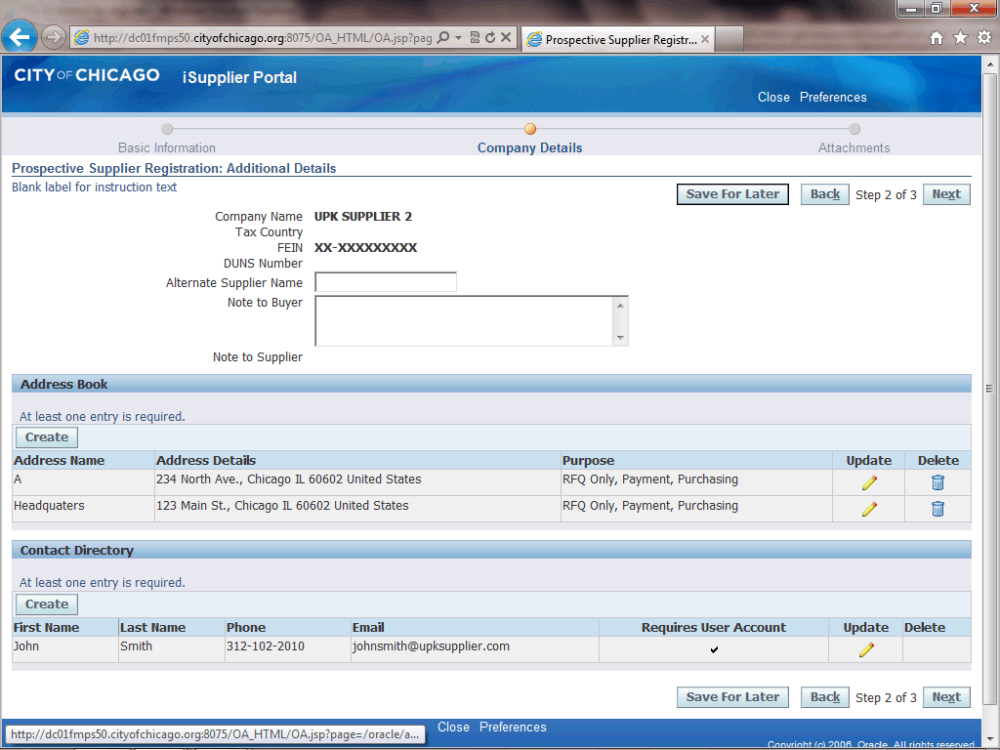 http://dc01fmps50.cityofchicago.org:8075/OA_HTML/OA.jsp?pag
Prospective Supplier Registr...
CITY OF CHICAGO iSupplier Portal
Close Preferences
Basic Information Company Details Attachments
Prospective Supplier Registration: Additional Details
Blank label for instruction text
Save For Later Back Step 2 of 3 Next
Company Name UPK SUPPLIER 2
Tax Country
FEIN XX-XXXXXXXXX
DUNS Number
Alternate Supplier Name
Note to Buyer
Note to Supplier
Address Book
At least one entry is required.
Create
Address Name Address Details Purpose Update Delete
A 234 North Ave., Chicago IL 60602 United States RFQ Only, Payment, Purchasing
Headquaters 123 Main St., Chicago IL 60602 United States RFQ Only, Payment, Purchasing
Contact Directory
At least one entry is required.
Create
First Name Last Name Phone Email Requires User Account Update Delete
John Smith 312-102-2010 johnsmith@upksupplier.com
Save For Later Back Step 2 of 3 Next
Close Preferences
http://dc01fmps50.cityofchicago.org:8075/OA_HTML/OA.jsp?page=/oracle/a...
Copyright (c) 2006, Oracle. All rights reserved.